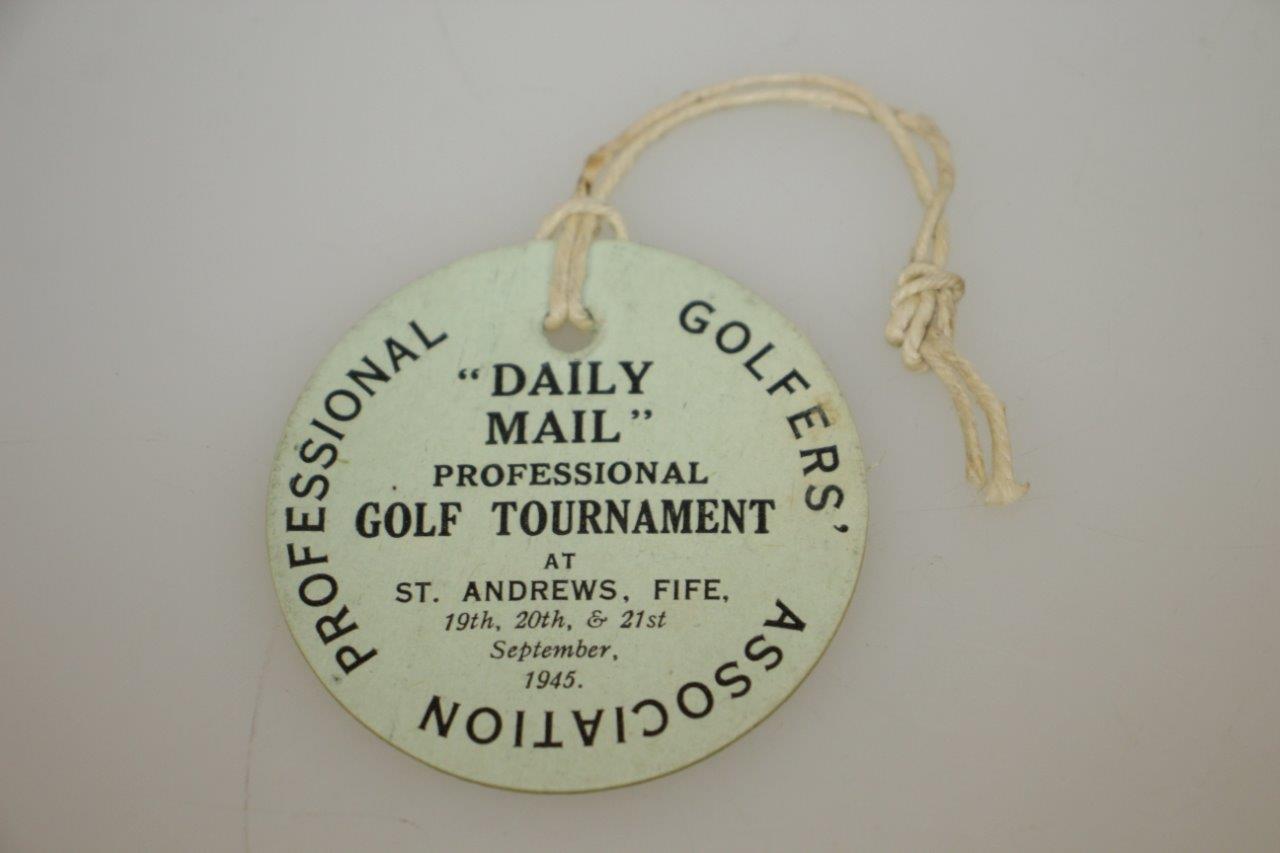 PROFESSIONAL GOLFERS' ASSOCIATION
"DAILY
MAIL"
PROFESSIONAL
GOLF TOURNAMENT
AT
ST. ANDREWS, FIFE,
19th, 20th, & 21st
September,
1945.